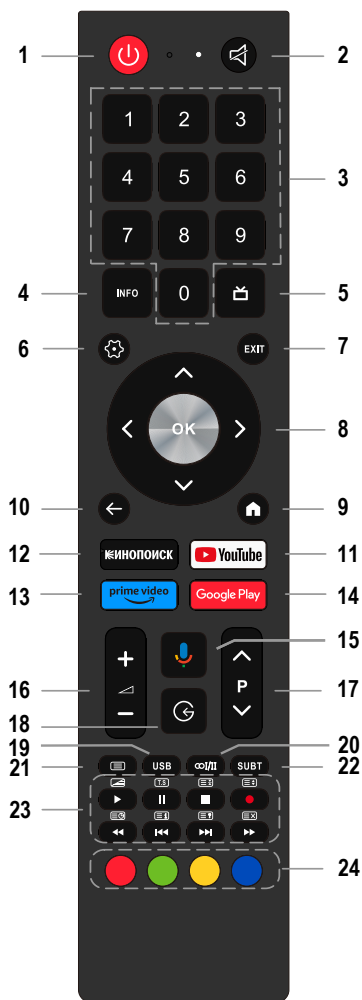 1 2
1 2 3
4 5 6 3
7 8 9
4 INFO 0 5
6 EXIT 7
OK 8
10 9
12 КИНОПОИСК YouTube 11
13 prime video Google Play 14
15
16 + P 17
−
18
19 20
21 USB I/II SUBT 22
T.S
23
24